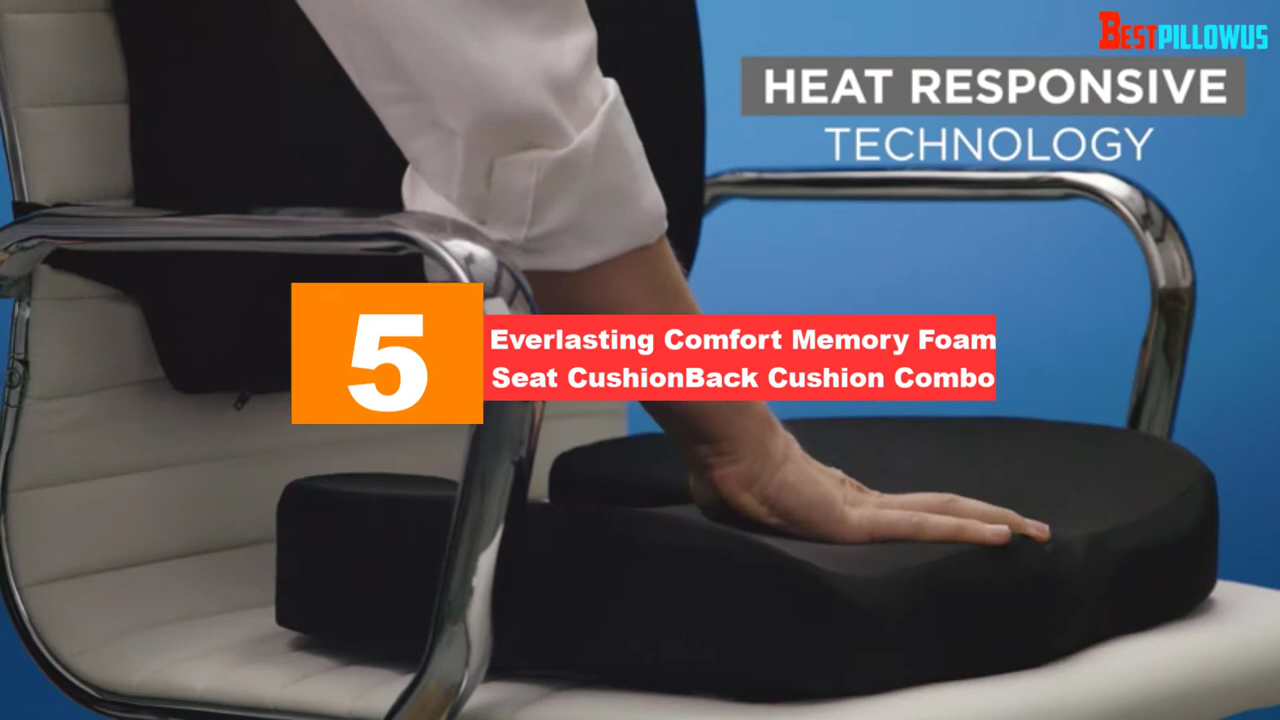 BESTPILLOWUS
HEAT RESPONSIVE
TECHNOLOGY
5
Everlasting Comfort Memory Foam
Seat CushionBack Cushion Combo